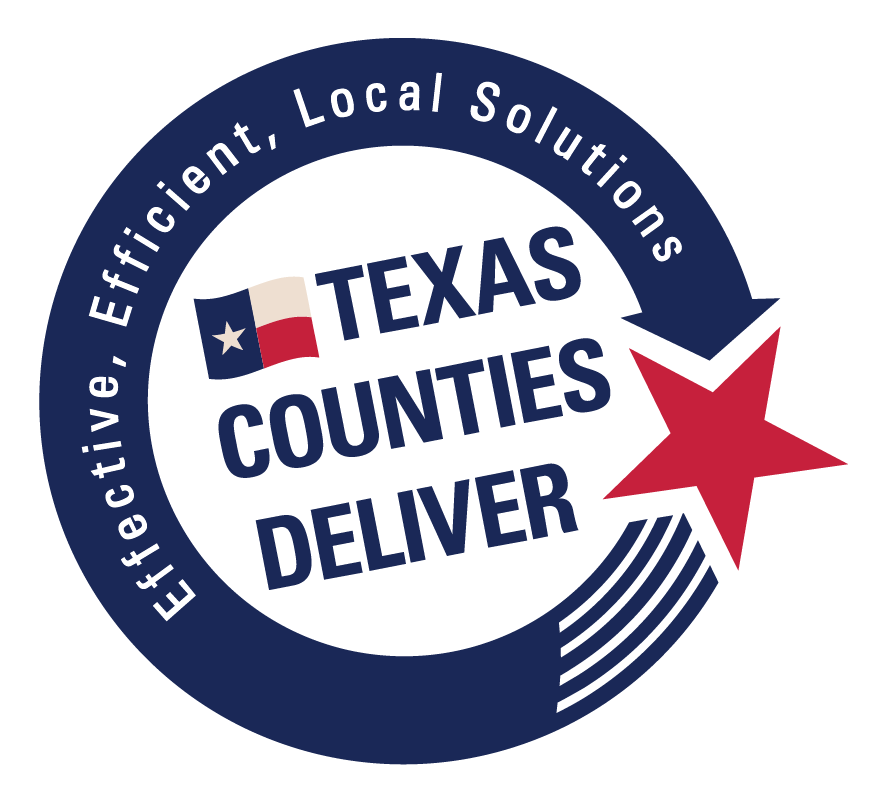 Effective, Efficient, Local Solutions
TEXAS
COUNTIES
DELIVER